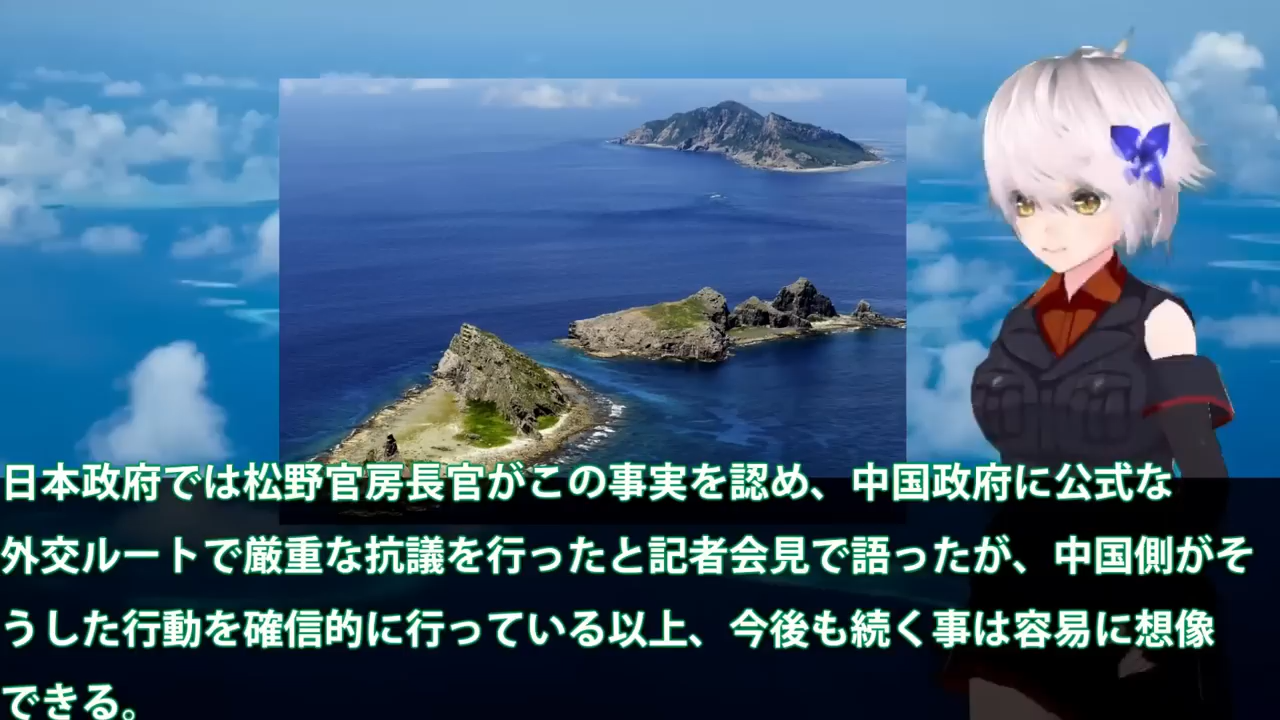 日本政府では松野官房長官がこの事実を認め、中国政府に公式な
外交ルートで厳重な抗議を行ったと記者会見で語ったが、中国側がそ
うした行動を確信的に行っている以上、今後も続く事は容易に想像
できる。